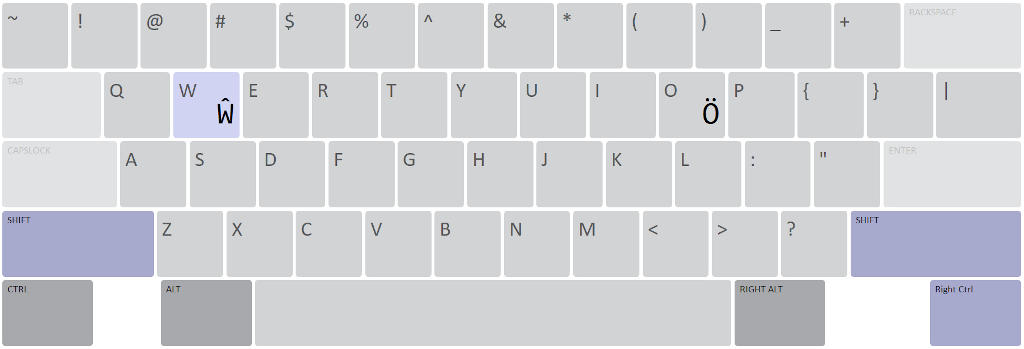 ~ ! @ # $ % ^ & * ( ) _ + BACKSPACE
TAB Q W Ŵ E R T Y U I O Ö P { } |
CAPSLOCK A S D F G H J K L : " ENTER
SHIFT Z X C V B N M < > ? SHIFT
CTRL ALT RIGHT ALT Right Ctrl